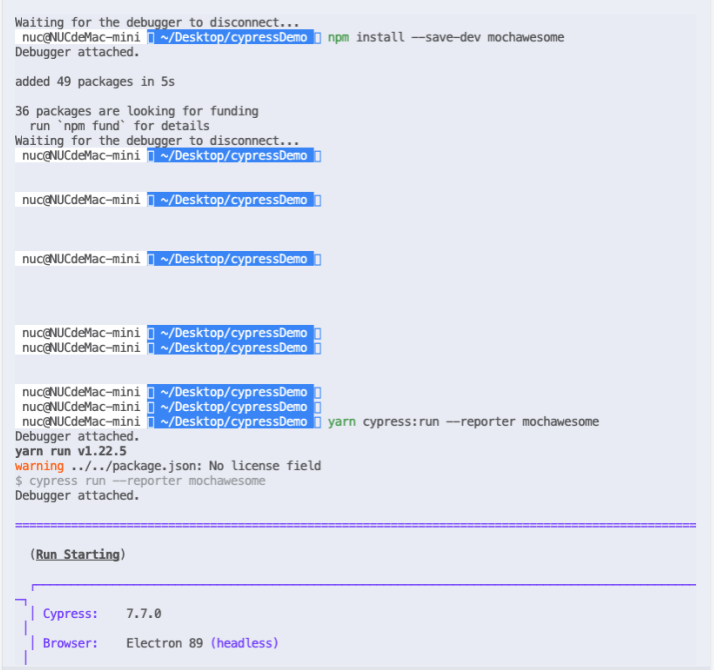 Waiting for the debugger to disconnect...
nuc@NUCdeMac-mini ~/Desktop/cypressDemo npm install --save-dev mochawesome
Debugger attached.
added 49 packages in 5s
36 packages are looking for funding
run `npm fund` for details
Waiting for the debugger to disconnect...
nuc@NUCdeMac-mini ~/Desktop/cypressDemo
nuc@NUCdeMac-mini ~/Desktop/cypressDemo
nuc@NUCdeMac-mini ~/Desktop/cypressDemo
nuc@NUCdeMac-mini ~/Desktop/cypressDemo
nuc@NUCdeMac-mini ~/Desktop/cypressDemo
nuc@NUCdeMac-mini ~/Desktop/cypressDemo
nuc@NUCdeMac-mini ~/Desktop/cypressDemo
nuc@NUCdeMac-mini ~/Desktop/cypressDemo yarn cypress:run --reporter mochawesome
Debugger attached.
yarn run v1.22.5
warning ../../package.json: No license field
$ cypress run --reporter mochawesome
Debugger attached.
(Run Starting)
Cypress: 7.7.0
Browser: Electron 89 (headless)